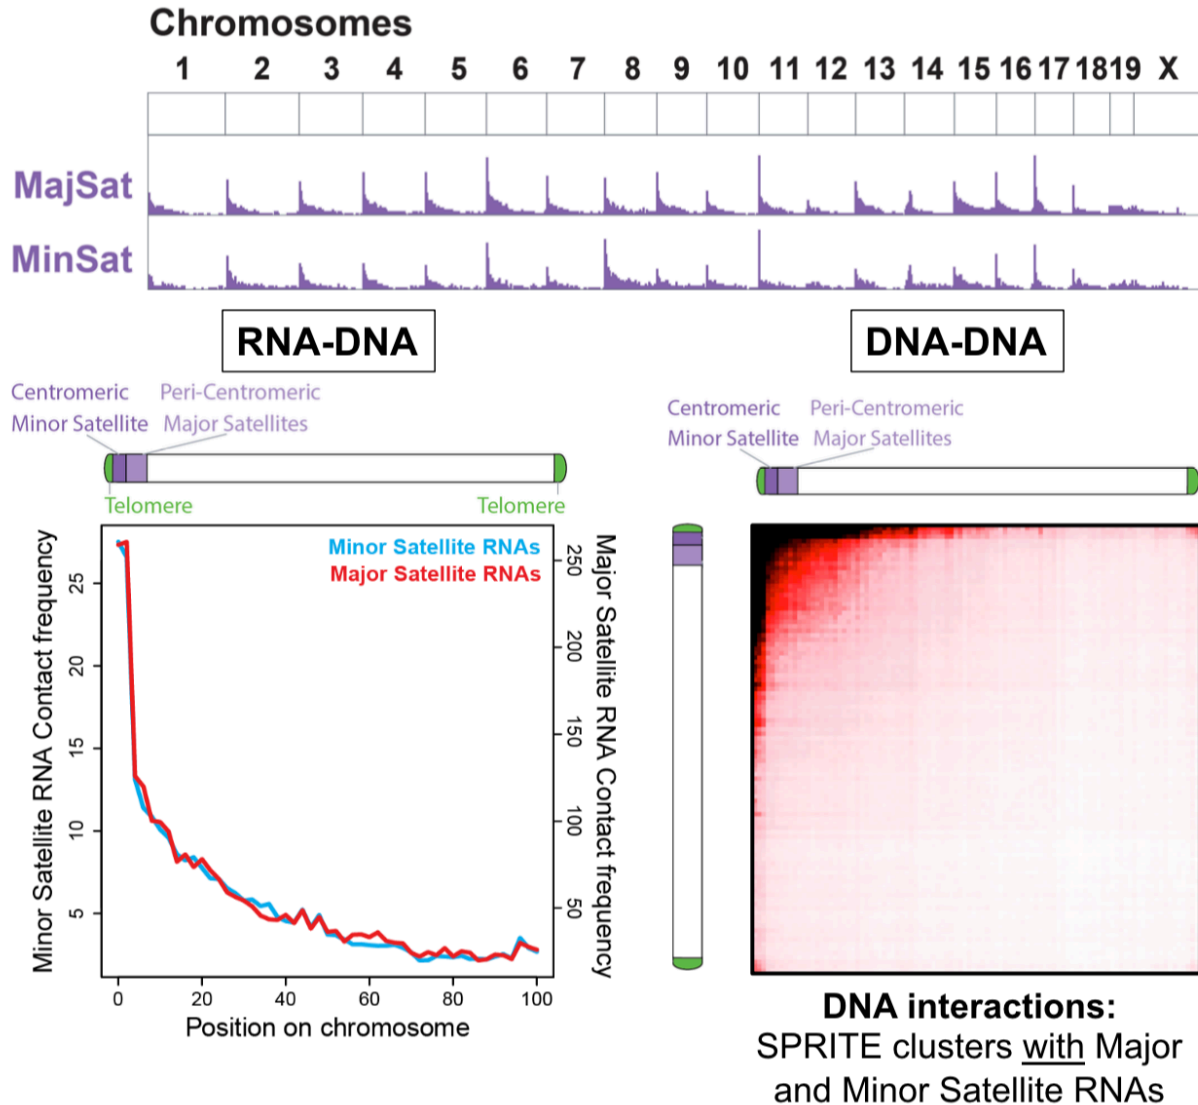 Chromosomes
1 2 3 4 5 6 7 8 9 10 11 12 13 14 15 16 17 18 19 X
MajSat
MinSat
RNA-DNA
Centromeric
Minor Satellite
Peri-Centromeric
Major Satellites
Telomere
Telomere
Minor Satellite RNA Contact frequency
25
20
15
10
5
Minor Satellite RNAs
Major Satellite RNAs
250
200
150
100
50
Major Satellite RNA Contact frequency
0 20 40 60 80 100
Position on chromosome
DNA-DNA
Centromeric
Minor Satellite
Peri-Centromeric
Major Satellites
DNA interactions:
SPRITE clusters with Major
and Minor Satellite RNAs